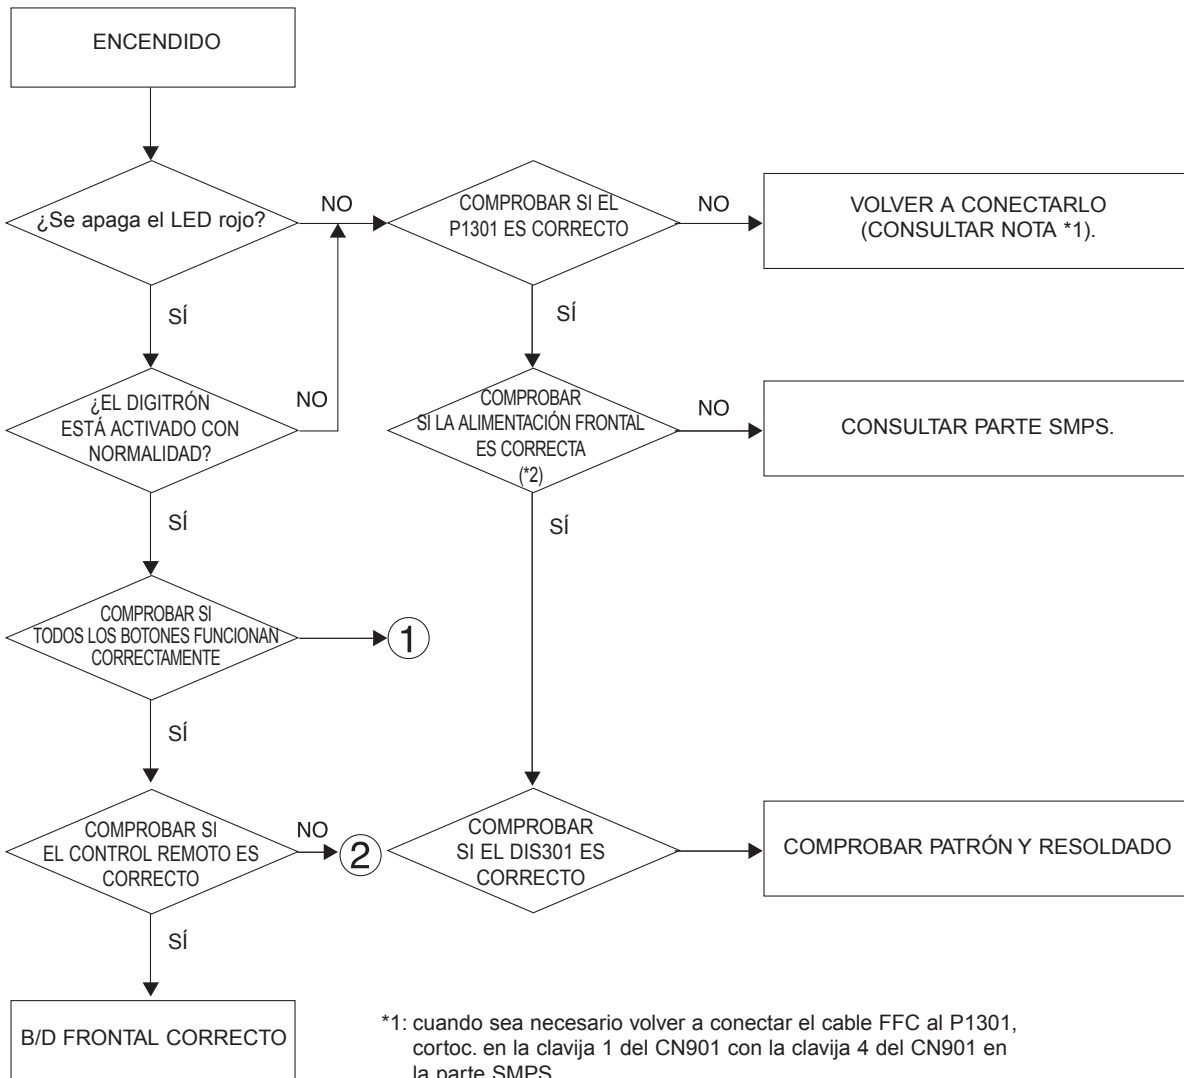 ENCENDIDO
¿Se apaga el LED rojo?
NO
COMPROBAR SI EL
P1301 ES CORRECTO
NO
VOLVER A CONECTARLO
(CONSULTAR NOTA *1).
SÍ
SÍ
¿EL DIGITRÓN
ESTÁ ACTIVADO CON
NORMALIDAD?
NO
COMPROBAR
SI LA ALIMENTACIÓN FRONTAL
ES CORRECTA
(*2)
NO
CONSULTAR PARTE SMPS.
SÍ
SÍ
COMPROBAR SI
TODOS LOS BOTONES FUNCIONAN
CORRECTAMENTE
1
SÍ
COMPROBAR SI
EL CONTROL REMOTO ES
CORRECTO
NO
2
COMPROBAR
SI EL DIS301 ES
CORRECTO
COMPROBAR PATRÓN Y RESOLDADO
SÍ
B/D FRONTAL CORRECTO
*1: cuando sea necesario volver a conectar el cable FFC al P1301,
cortoc. en la clavija 1 del CN901 con la clavija 4 del CN901 en
la parte SMPS